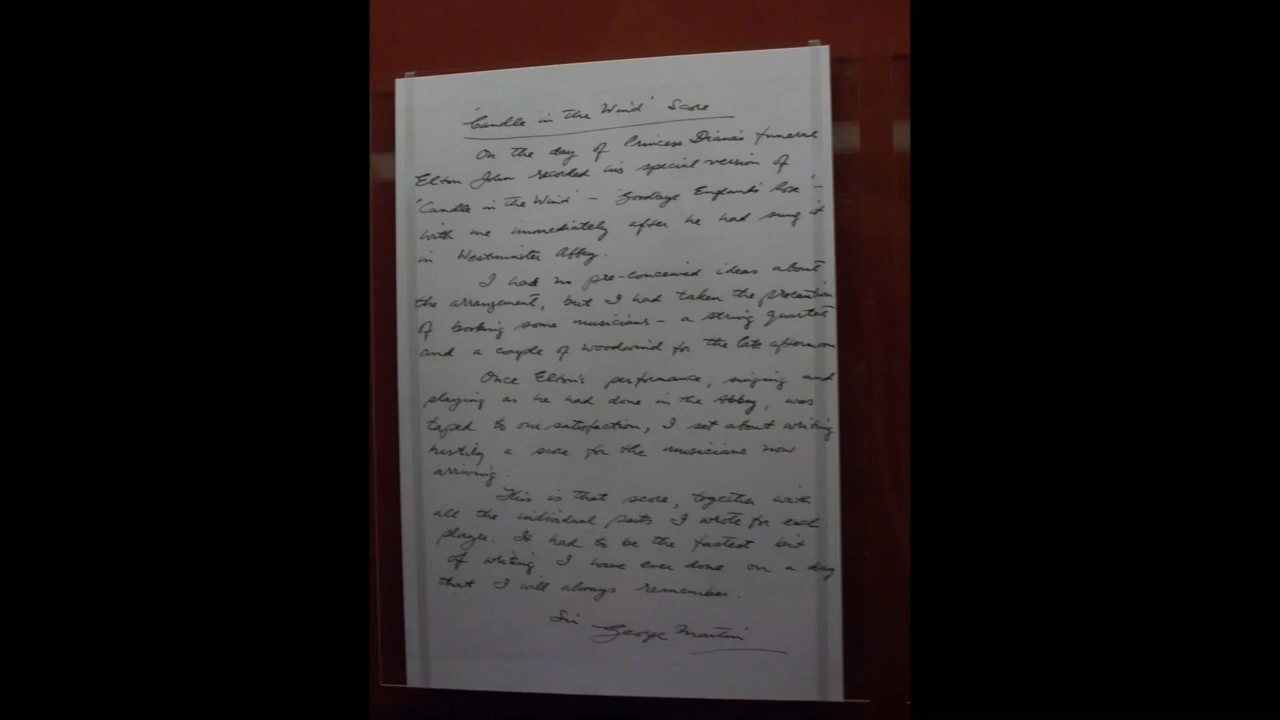 'Candle in the Wind' Score
On the day of Princess Diana's funeral
Elton John recorded his special version of
'Candle in the Wind' - 'Goodbye England's Rose' -
with me immediately after he had sung it
in Westminster Abbey.
I had no pre-conceived ideas about
the arrangement, but I had taken the precaution
of booking some musicians - a string quartet
and a couple of woodwind for the late afternoon
Once Elton's performance, singing and
playing as he had done in the Abbey, was
taped to our satisfaction, I set about writing
hastily a score for the musicians now
arriving.
This is that score, together with
all the individual parts I wrote for each
player. It had to be the fastest bit
of writing I have ever done on a day
that I will always remember.
Sir George Martin